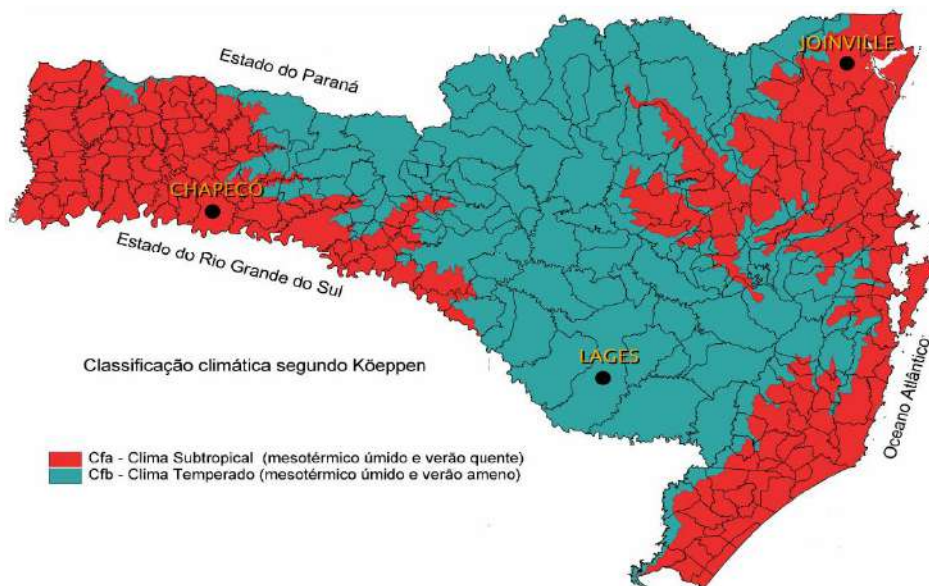 JOINVILLE
Estado do Paraná
CHAPECO
Estado do Rio Grande do Sul
LAGES
Classificação climática segundo Köeppen
Oceano Atlântico
Cfa - Clima Subtropical (mesotérmico úmido e verão quente)
Cfb - Clima Temperado (mesotérmico úmido e verão ameno)